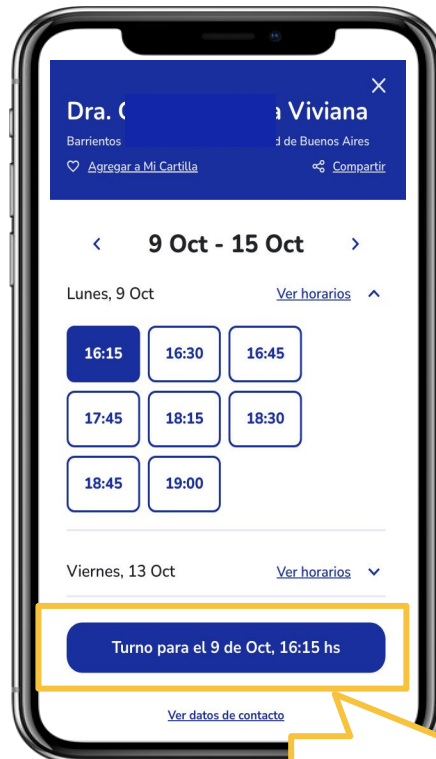 Dra.
Viviana
Barrientos
de Buenos Aires
Agregar a Mi Cartilla
Compartir
9 Oct - 15 Oct
Lunes, 9 Oct
Ver horarios
16:15 16:30 16:45
17:45 18:15 18:30
18:45 19:00
Viernes, 13 Oct
Ver horarios
Turno para el 9 de Oct, 16:15 hs
Ver datos de contacto